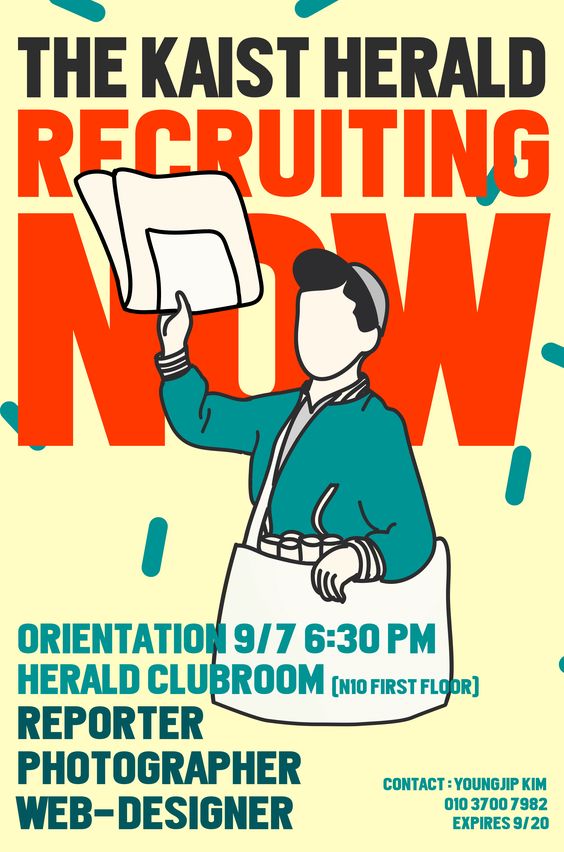 THE KAIST HERALD
RECRUITING
NOW
ORIENTATION 9/7 6:30 PM
HERALD CLUBROOM (N10 FIRST FLOOR)
REPORTER
PHOTOGRAPHER
WEB-DESIGNER
CONTACT : YOUNGJIP KIM
010 3700 7982
EXPIRES 9/20